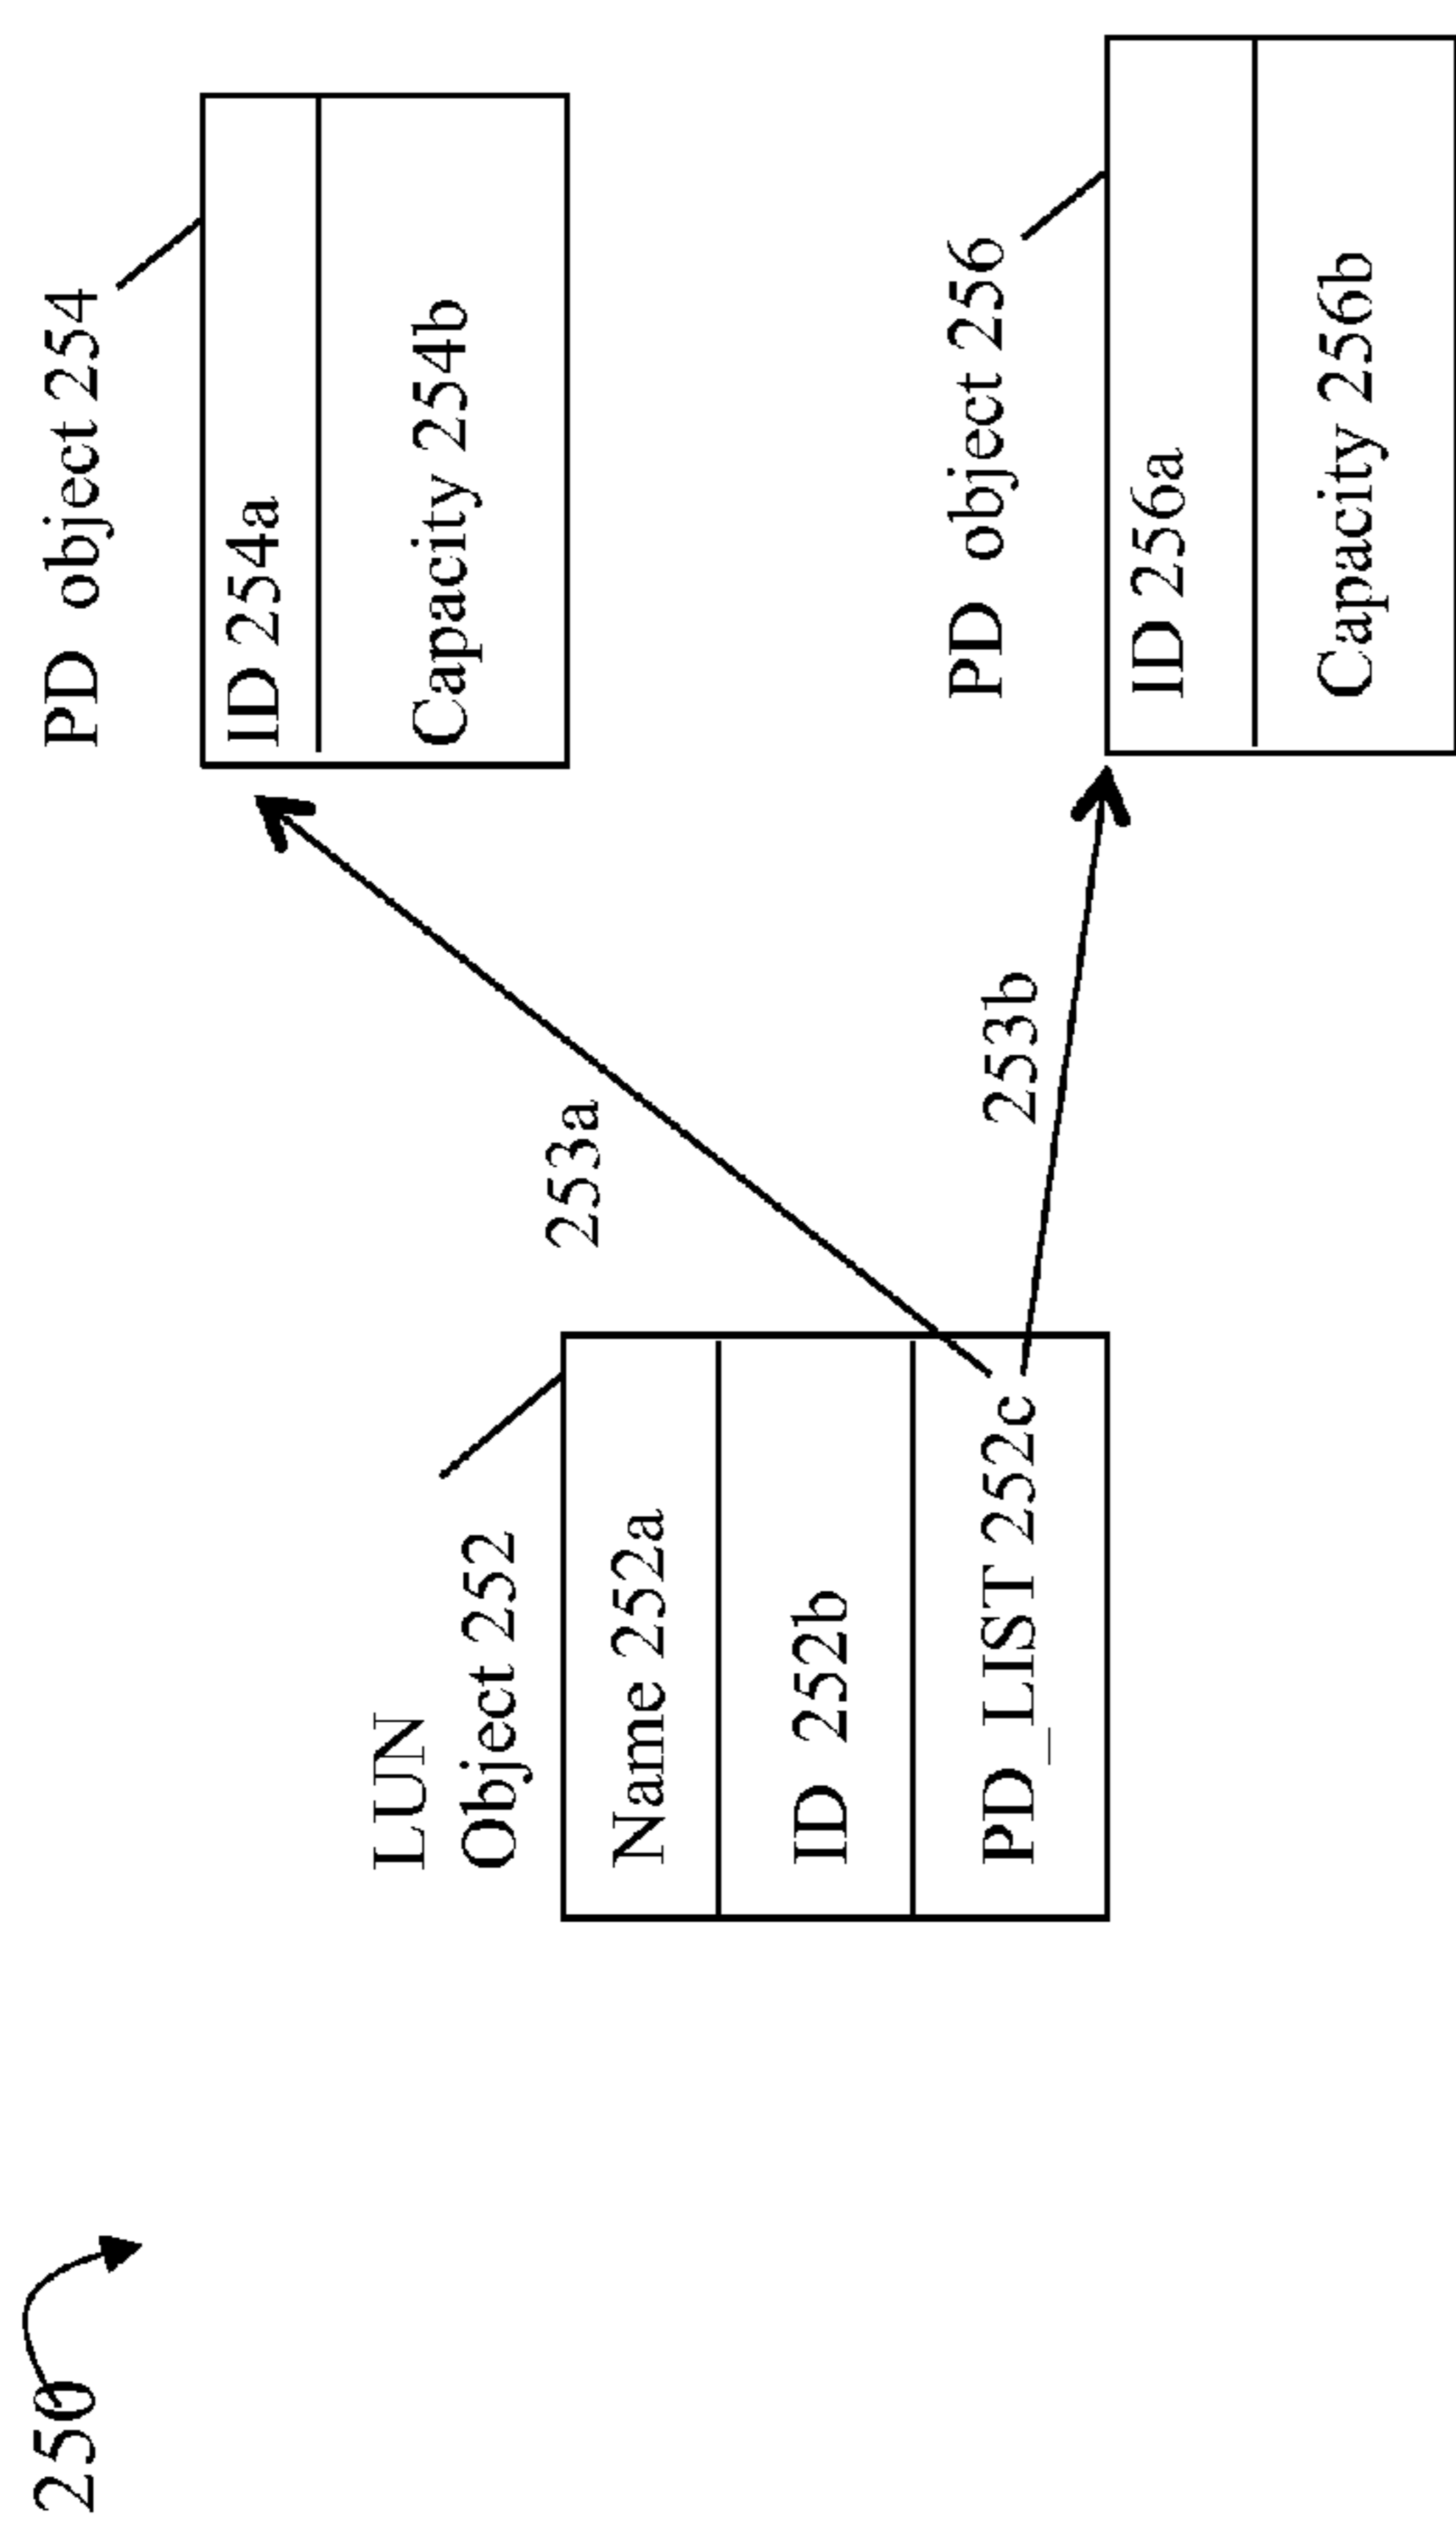 250
LUN
Object 252
Name 252a
ID 252b
PD_LIST 252c
253a
253b
PD object 254
ID 254a
Capacity 254b
PD object 256
ID 256a
Capacity 256b